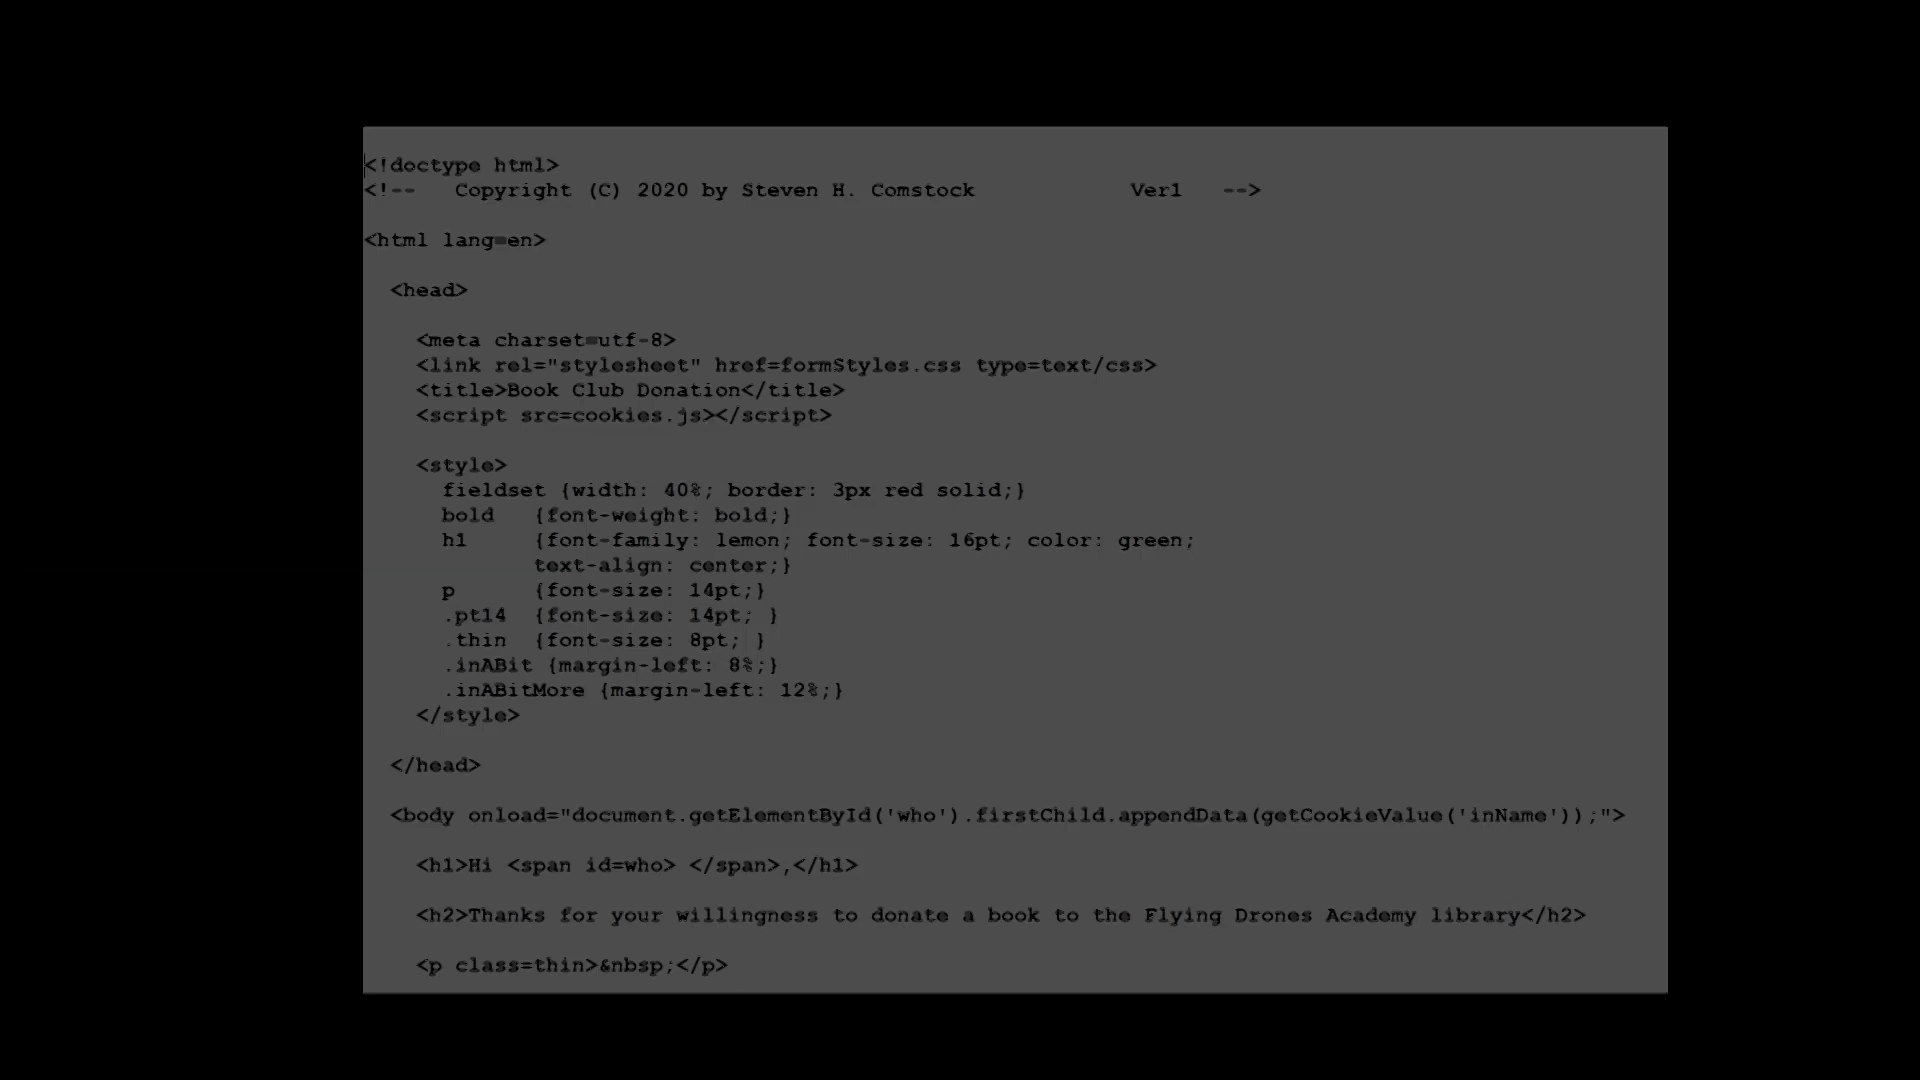 <!doctype html>
<!--   Copyright (C) 2020 by Steven H. Comstock            Ver1   -->
<html lang=en>
  <head>
    <meta charset=utf-8>
    <link rel="stylesheet" href=formStyles.css type=text/css>
    <title>Book Club Donation</title>
    <script src=cookies.js></script>
    <style>
      fieldset {width: 40%; border: 3px red solid;}
      bold   {font-weight: bold;}
      h1     {font-family: lemon; font-size: 16pt; color: green;
             text-align: center;}
      p      {font-size: 14pt;}
      .pt14  {font-size: 14pt; }
      .thin  {font-size: 8pt; }
      .inABit {margin-left: 8%;}
      .inABitMore {margin-left: 12%;}
    </style>
  </head>
  <body onload="document.getElementById('who').firstChild.appendData(getCookieValue('inName'));">
    <h1>Hi <span id=who> </span>,</h1>
    <h2>Thanks for your willingness to donate a book to the Flying Drones Academy library</h2>
    <p class=thin>&nbsp;</p>